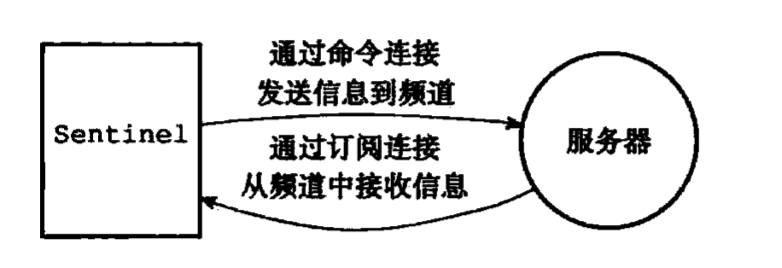 Sentinel
通过命令连接
发送信息到频道
通过订阅连接
从频道中接收信息
服务器